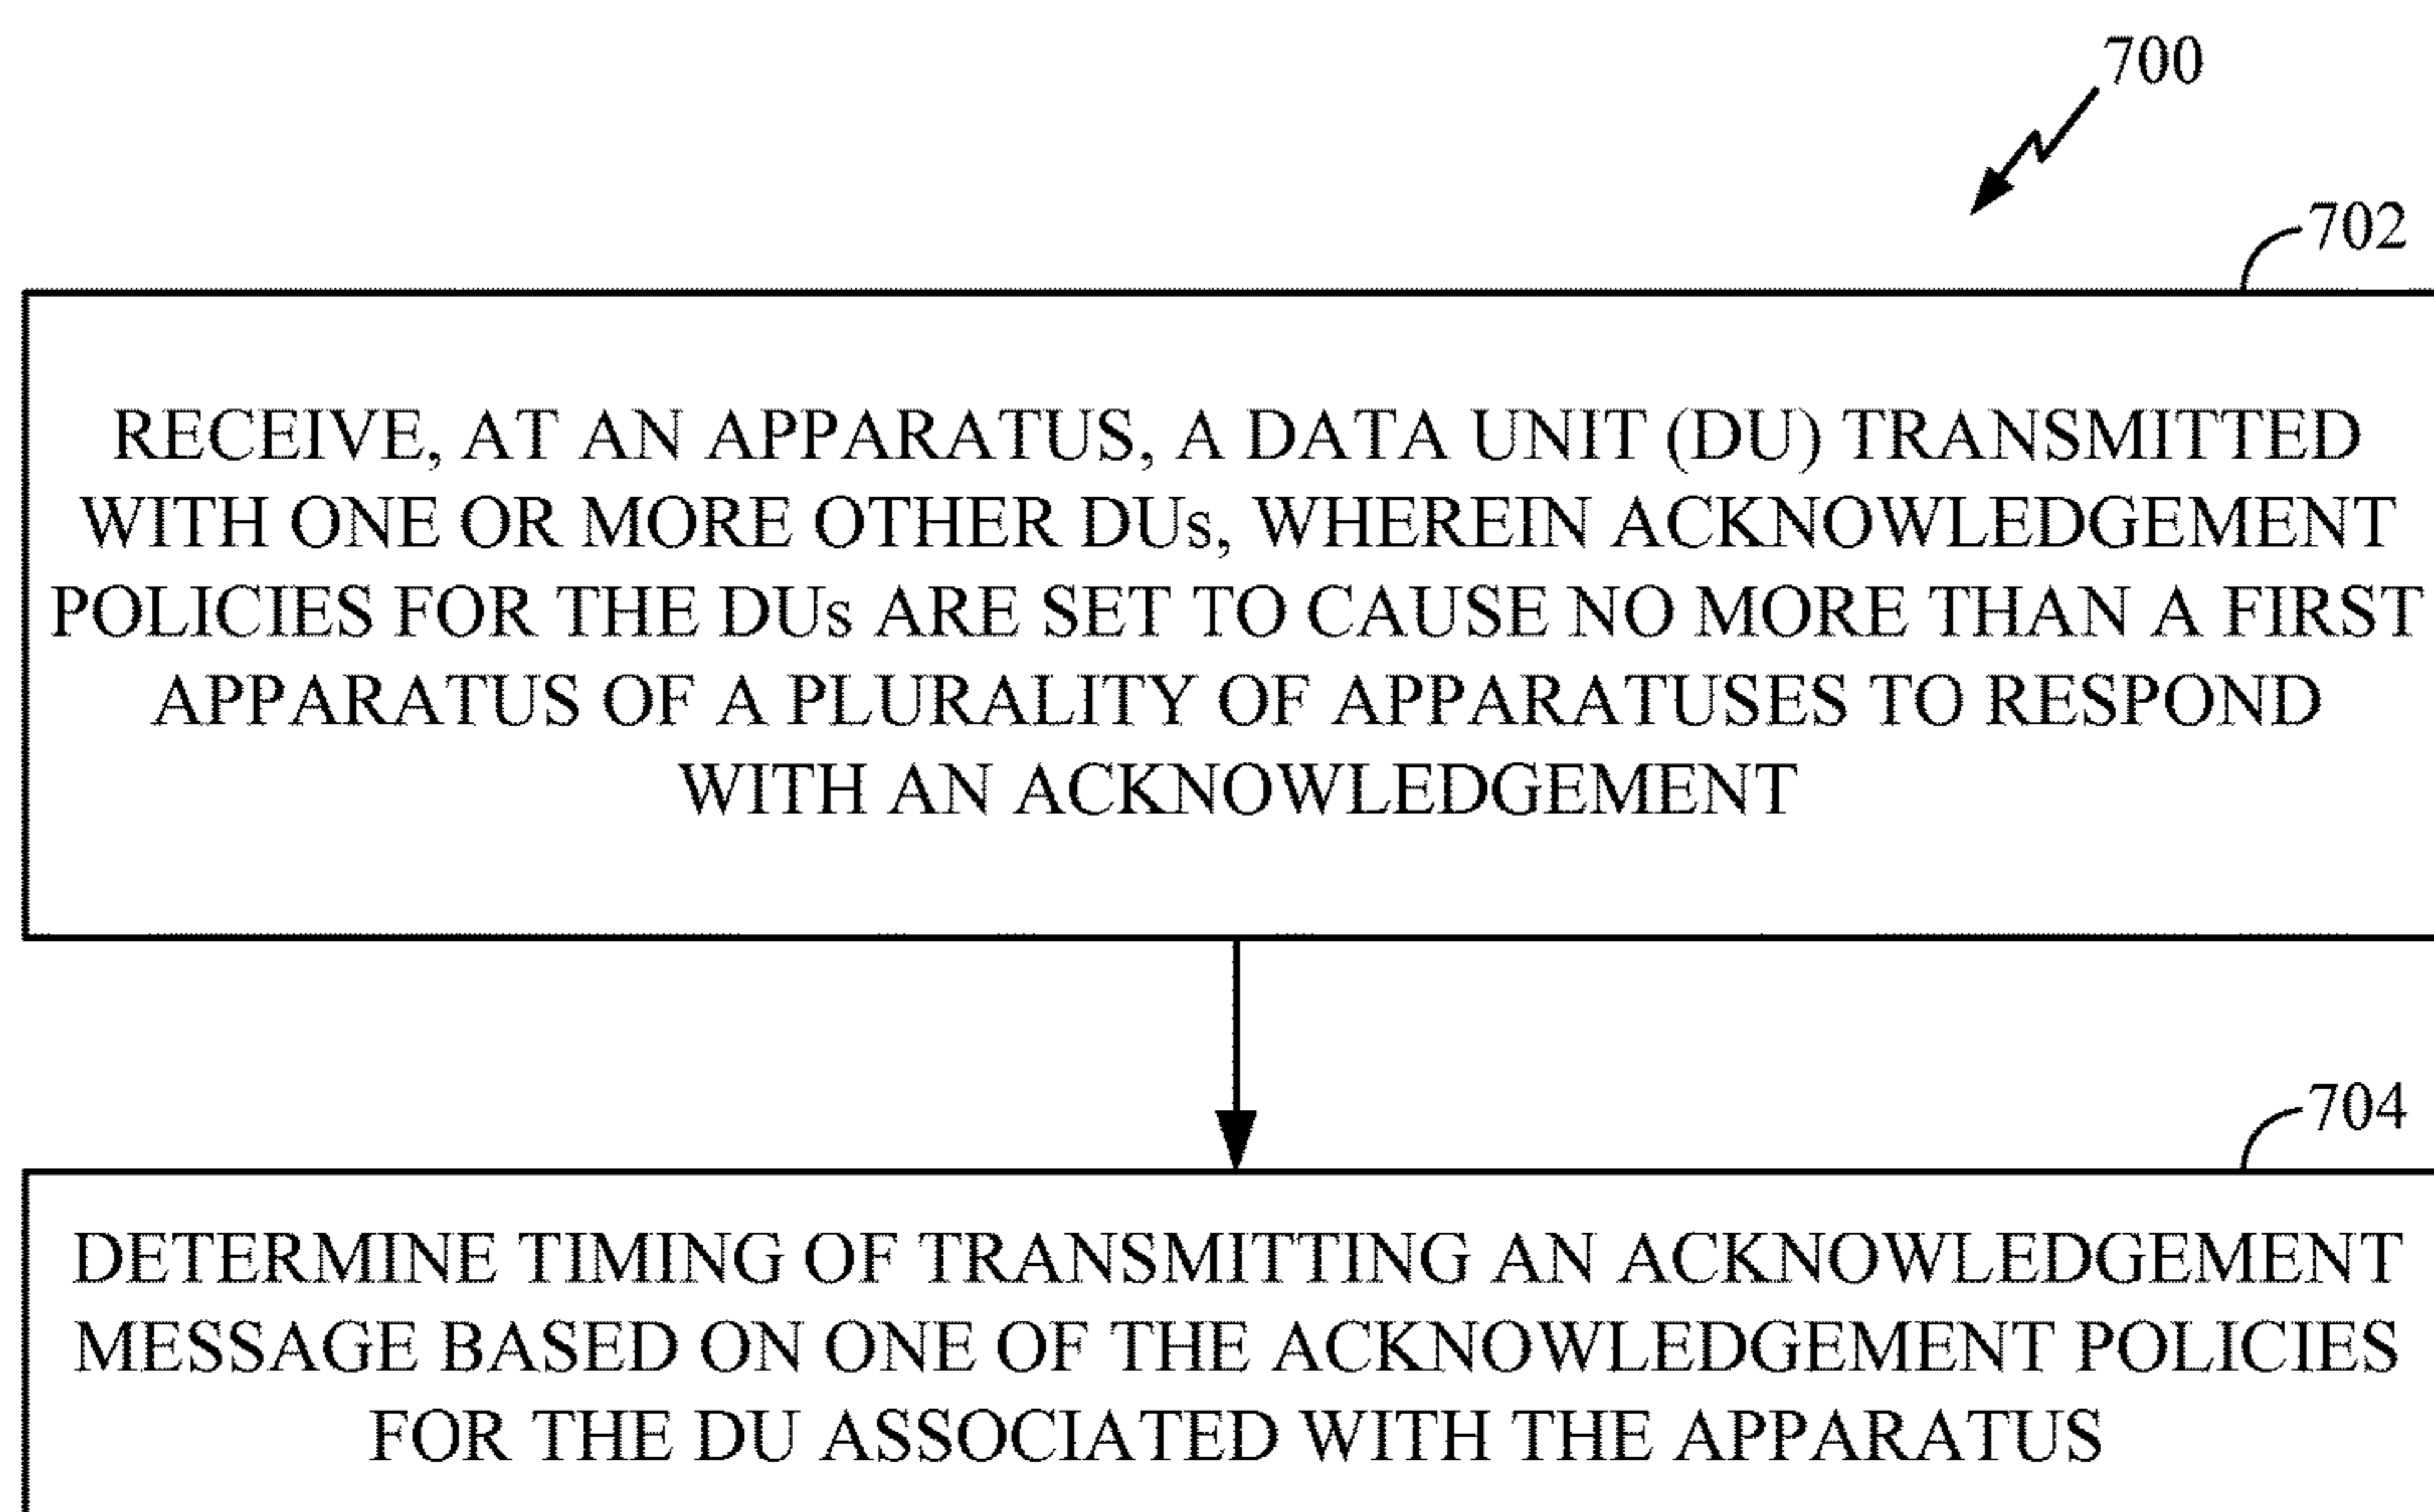 700
702
RECEIVE, AT AN APPARATUS, A DATA UNIT (DU) TRANSMITTED
WITH ONE OR MORE OTHER DUs, WHEREIN ACKNOWLEDGEMENT
POLICIES FOR THE DUs ARE SET TO CAUSE NO MORE THAN A FIRST
APPARATUS OF A PLURALITY OF APPARATUSES TO RESPOND
WITH AN ACKNOWLEDGEMENT
704
DETERMINE TIMING OF TRANSMITTING AN ACKNOWLEDGEMENT
MESSAGE BASED ON ONE OF THE ACKNOWLEDGEMENT POLICIES
FOR THE DU ASSOCIATED WITH THE APPARATUS